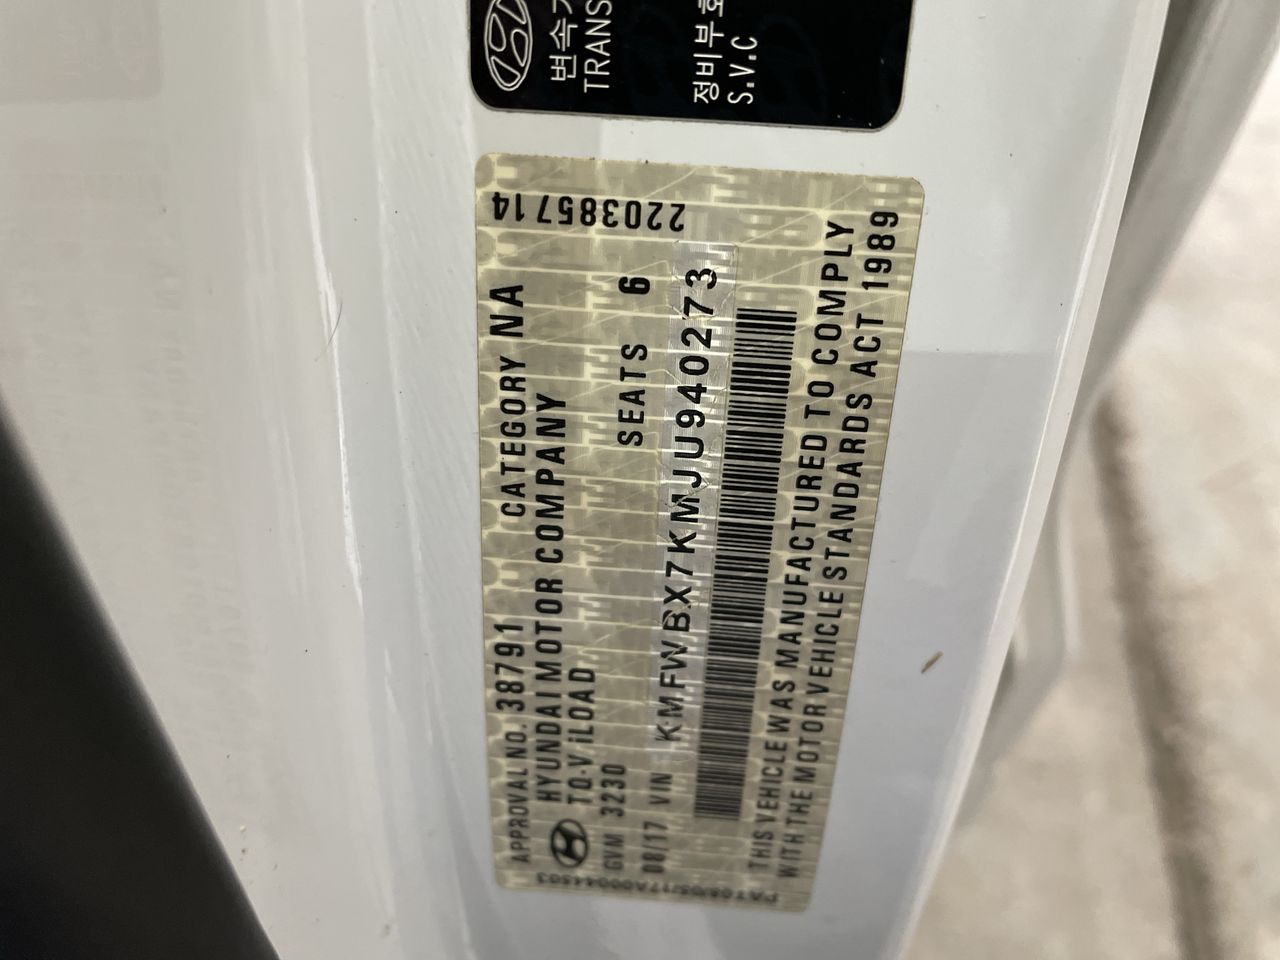 변속기
TRANS
정비부호
S.V.C
220385714
APPROVAL NO. 38791 CATEGORY NA
HYUNDAI MOTOR COMPANY
TQ-V iLOAD
GVM 3230 SEATS 6
08/17 VIN KMFWBX7KMJU940273
THIS VEHICLE WAS MANUFACTURED TO COMPLY
WITH THE MOTOR VEHICLE STANDARDS ACT 1989